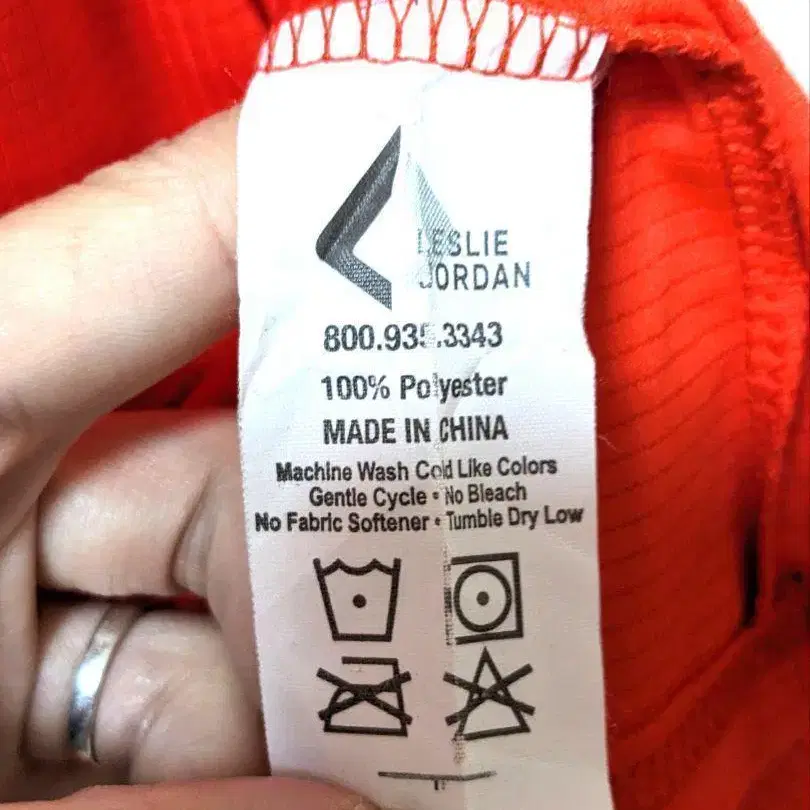 LESLIE
JORDAN
800.935.3343
100% Polyester
MADE IN CHINA
Machine Wash Cold Like Colors
Gentle Cycle • No Bleach
No Fabric Softener • Tumble Dry Low